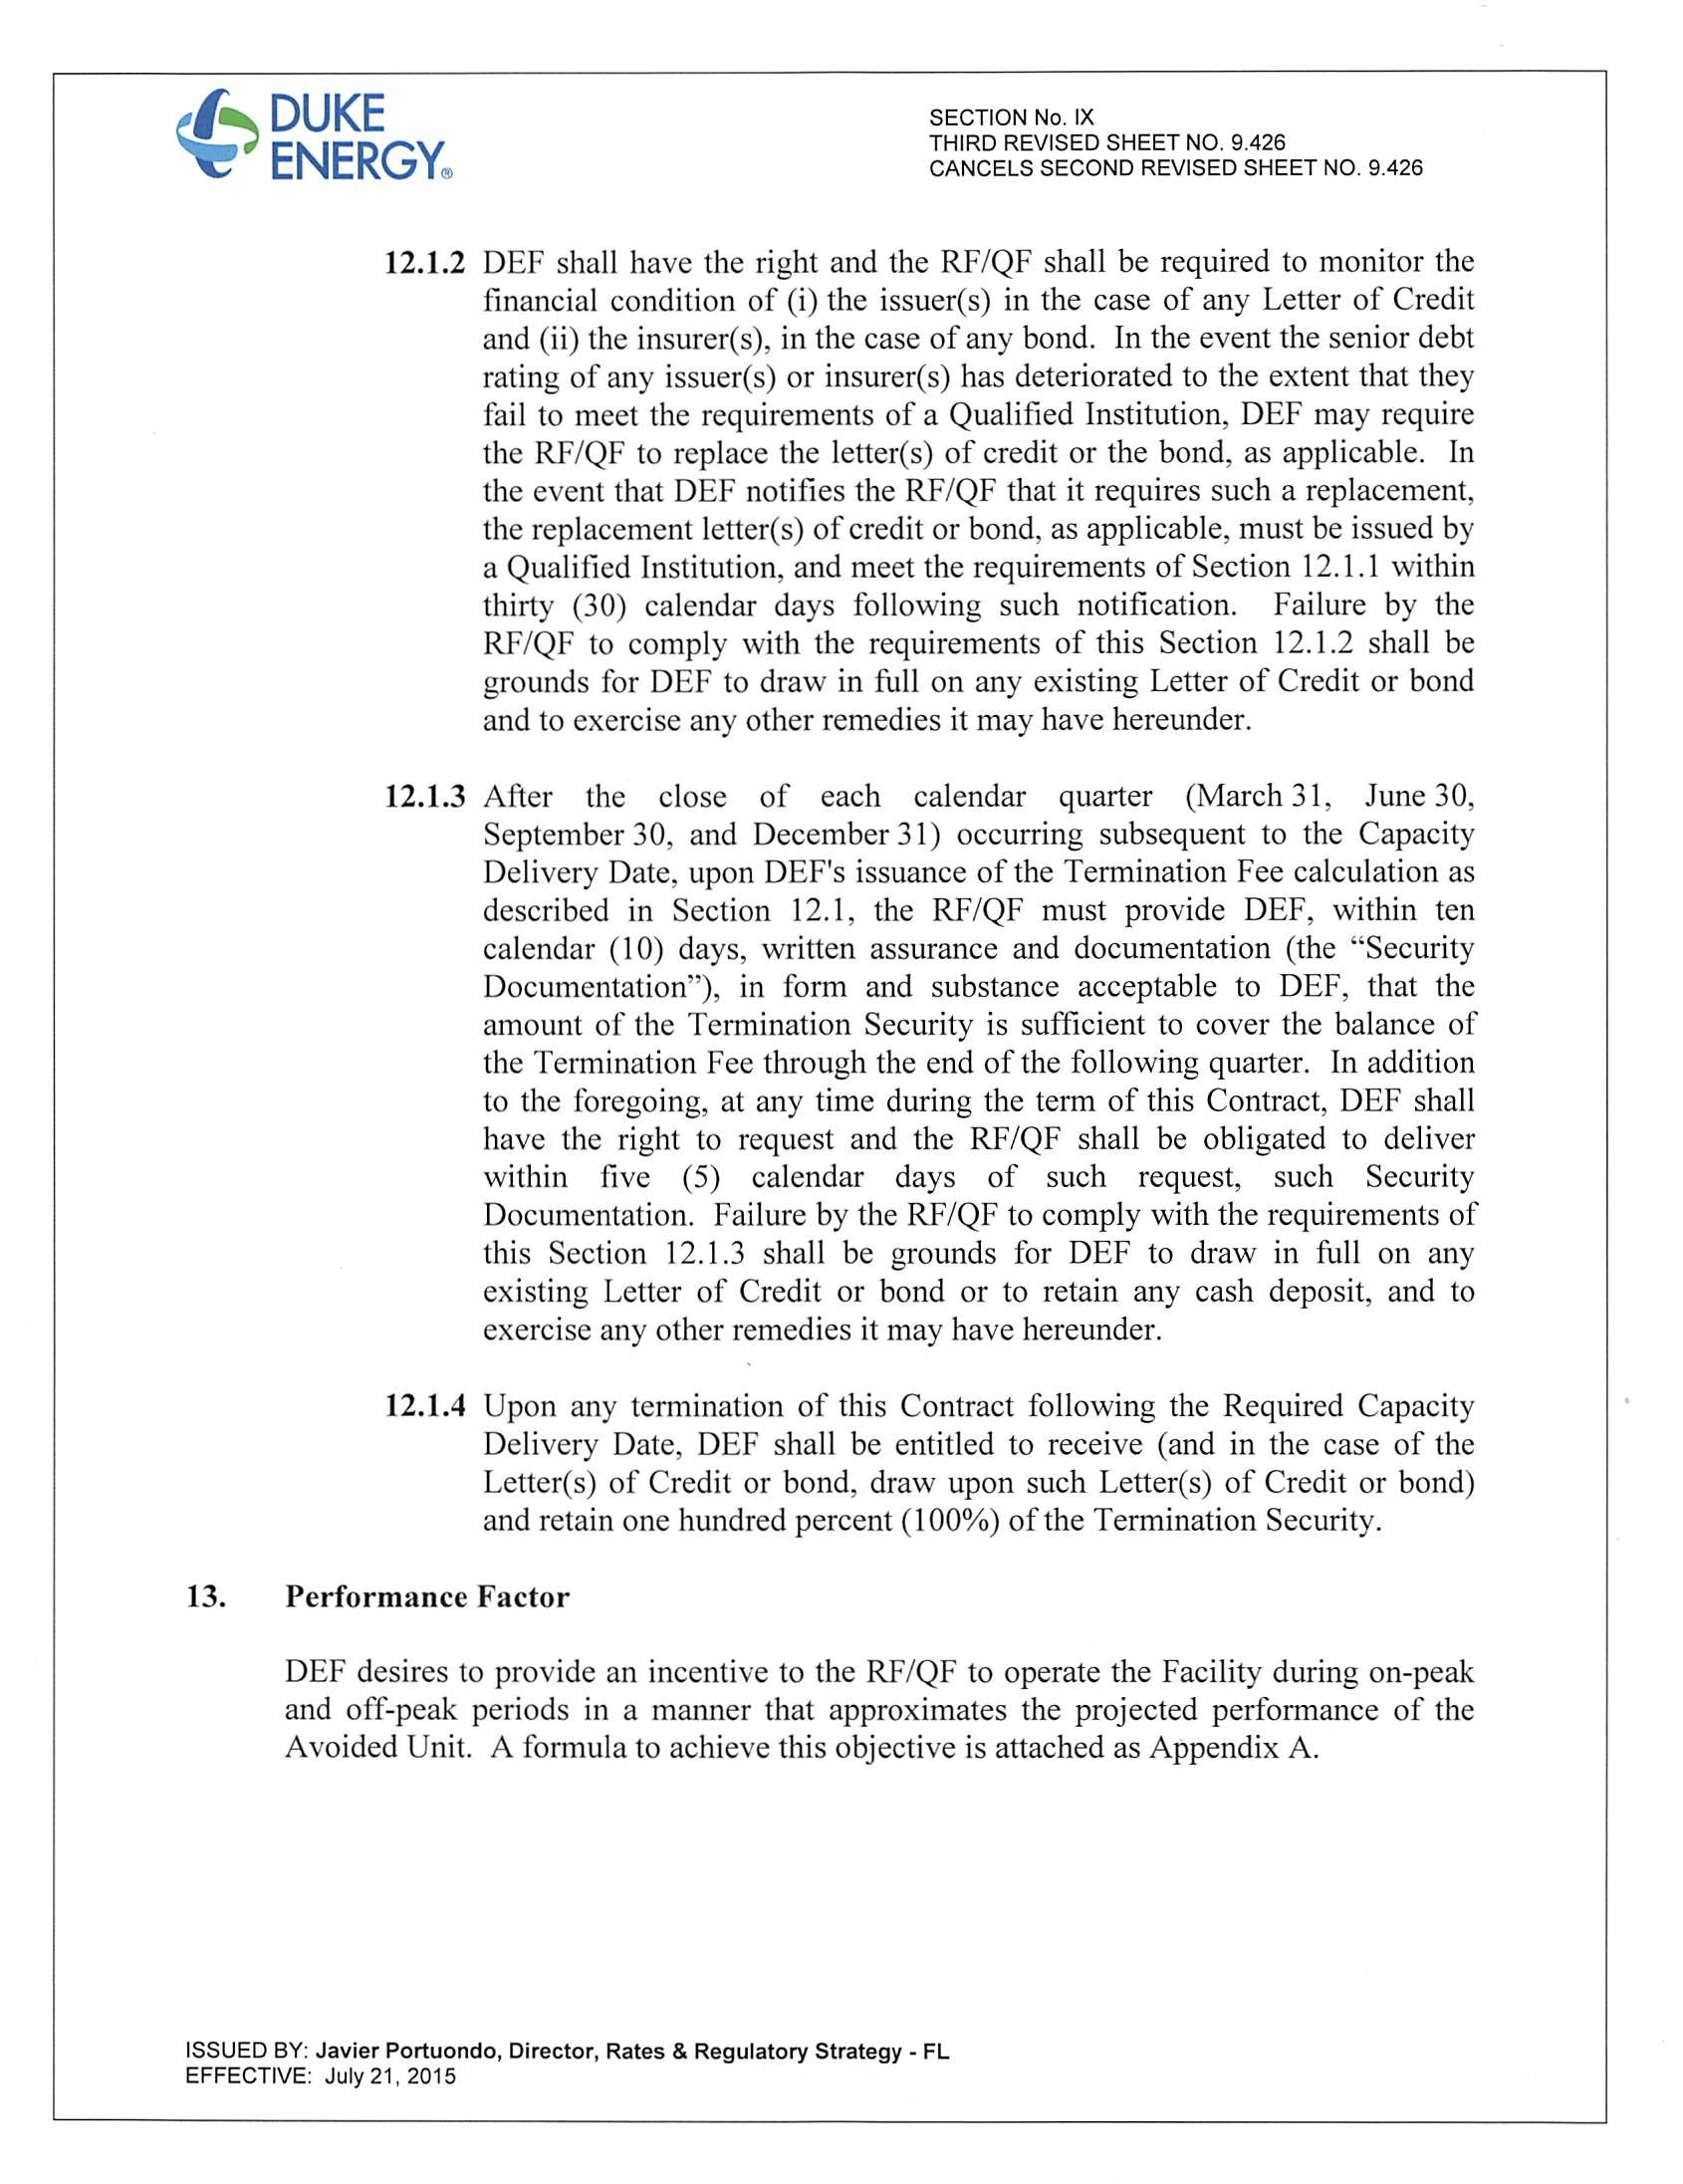 DUKE
ENERGY®
SECTION No. IX
THIRD REVISED SHEET NO. 9.426
CANCELS SECOND REVISED SHEET NO. 9.426
12.1.2 DEF shall have the right and the RF/QF shall be required to monitor the
financial condition of (i) the issuer(s) in the case of any Letter of Credit
and (ii) the insurer(s), in the case of any bond. In the event the senior debt
rating of any issuer(s) or insurer(s) has deteriorated to the extent that they
fail to meet the requirements of a Qualified Institution, DEF may require
the RF/QF to replace the letter(s) of credit or the bond, as applicable. In
the event that DEF notifies the RF/QF that it requires such a replacement,
the replacement letter(s) of credit or bond, as applicable, must be issued by
a Qualified Institution, and meet the requirements of Section 12.1.1 within
thirty (30) calendar days following such notification. Failure by the
RF/QF to comply with the requirements of this Section 12.1.2 shall be
grounds for DEF to draw in full on any existing Letter of Credit or bond
and to exercise any other remedies it may have hereunder.
12.1.3 After the close of each calendar quarter (March 31, June 30,
September 30, and December 31) occurring subsequent to the Capacity
Delivery Date, upon DEF's issuance of the Termination Fee calculation as
described in Section 12.1, the RF/QF must provide DEF, within ten
calendar (10) days, written assurance and documentation (the “Security
Documentation”), in form and substance acceptable to DEF, that the
amount of the Termination Security is sufficient to cover the balance of
the Termination Fee through the end of the following quarter. In addition
to the foregoing, at any time during the term of this Contract, DEF shall
have the right to request and the RF/QF shall be obligated to deliver
within five (5) calendar days of such request, such Security
Documentation. Failure by the RF/QF to comply with the requirements of
this Section 12.1.3 shall be grounds for DEF to draw in full on any
existing Letter of Credit or bond or to retain any cash deposit, and to
exercise any other remedies it may have hereunder.
12.1.4 Upon any termination of this Contract following the Required Capacity
Delivery Date, DEF shall be entitled to receive (and in the case of the
Letter(s) of Credit or bond, draw upon such Letter(s) of Credit or bond)
and retain one hundred percent (100%) of the Termination Security.
13. Performance Factor
DEF desires to provide an incentive to the RF/QF to operate the Facility during on-peak
and off-peak periods in a manner that approximates the projected performance of the
Avoided Unit. A formula to achieve this objective is attached as Appendix A.
ISSUED BY: Javier Portuondo, Director, Rates & Regulatory Strategy - FL
EFFECTIVE: July 21, 2015